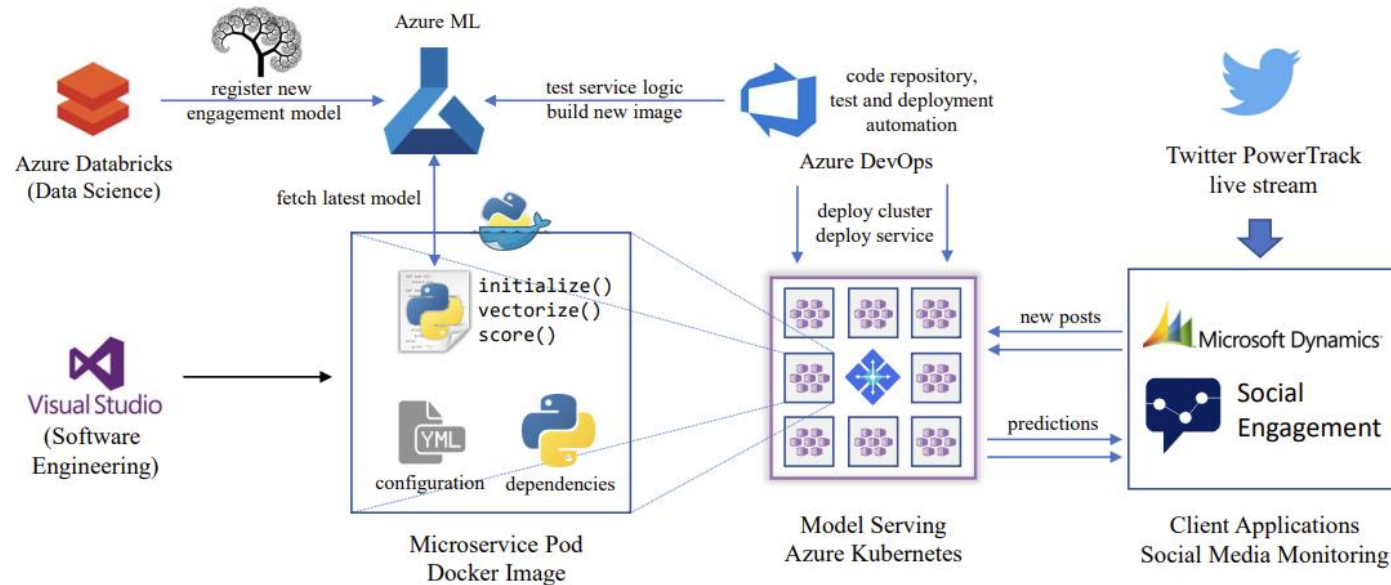 Azure ML
register new
engagement model
test service logic
build new image
code repository,
test and deployment
automation
Azure Databricks
(Data Science)
Azure DevOps
Twitter PowerTrack
live stream
fetch latest model
deploy cluster
deploy service
initialize()
vectorize()
score()
new posts
Microsoft Dynamics
Visual Studio
(Software
Engineering)
YML
configuration
dependencies
predictions
Social
Engagement
Microservice Pod
Docker Image
Model Serving
Azure Kubernetes
Client Applications
Social Media Monitoring